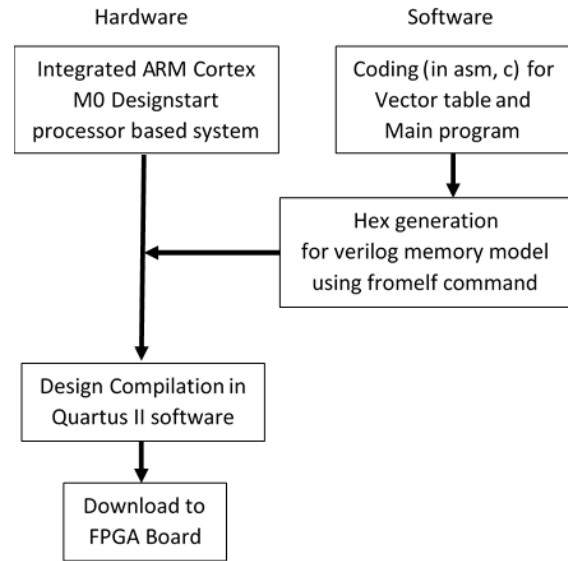 Hardware
Software
Integrated ARM Cortex
M0 Designstart
processor based system
Coding (in asm, c) for
Vector table and
Main program
Hex generation
for verilog memory model
using fromelf command
Design Compilation in
Quartus II software
Download to
FPGA Board